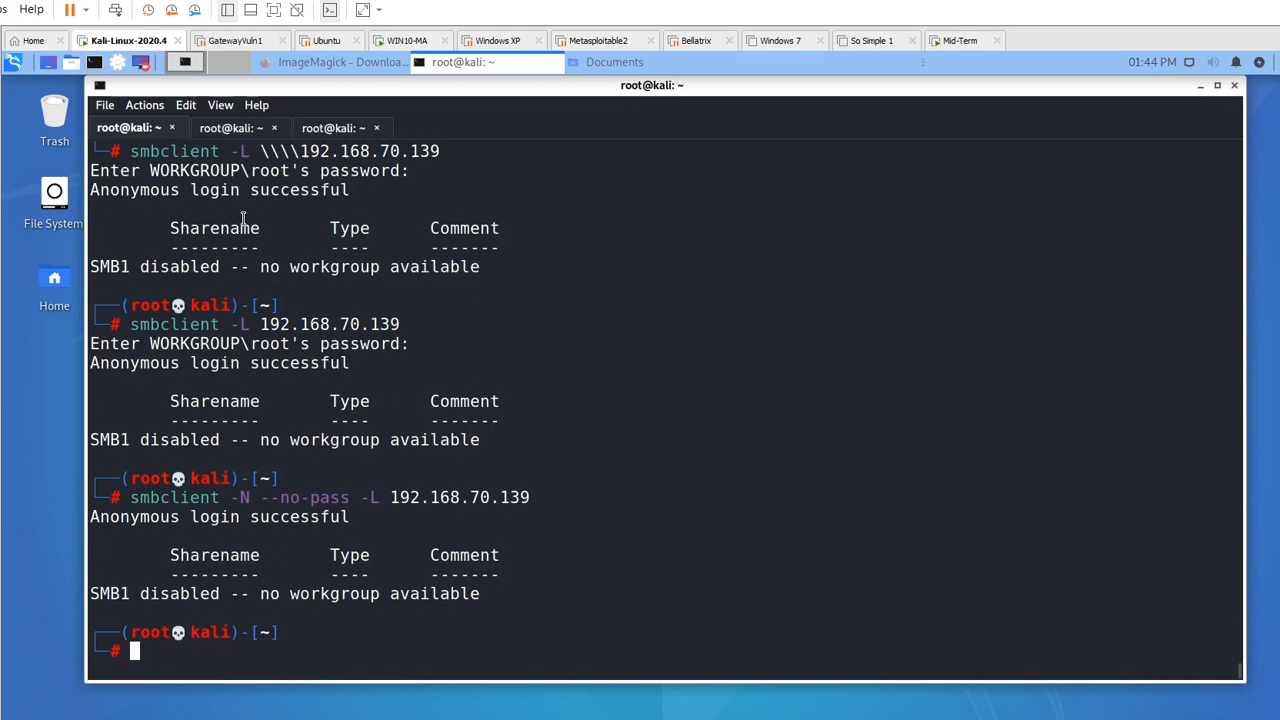 s Help
Home Kali-Linux-2020.4 GatewayVuln1 Ubuntu WIN10-MA Windows XP Metasploitable2 Bellatrix Windows 7 So Simple 1 Mid-Term
ImageMagick - Downloa... root@kali: ~ Documents 01:44 PM
root@kali: ~
File Actions Edit View Help
root@kali: ~ × root@kali: ~ × root@kali: ~ ×
Trash
File System
Home
└─# smbclient -L \\\\192.168.70.139
Enter WORKGROUP\root's password:
Anonymous login successful
Sharename Type Comment
--------- ---- -------
SMB1 disabled -- no workgroup available
┌──(root💀kali)-[~]
└─# smbclient -L 192.168.70.139
Enter WORKGROUP\root's password:
Anonymous login successful
Sharename Type Comment
--------- ---- -------
SMB1 disabled -- no workgroup available
┌──(root💀kali)-[~]
└─# smbclient -N --no-pass -L 192.168.70.139
Anonymous login successful
Sharename Type Comment
--------- ---- -------
SMB1 disabled -- no workgroup available
┌──(root💀kali)-[~]
└─#